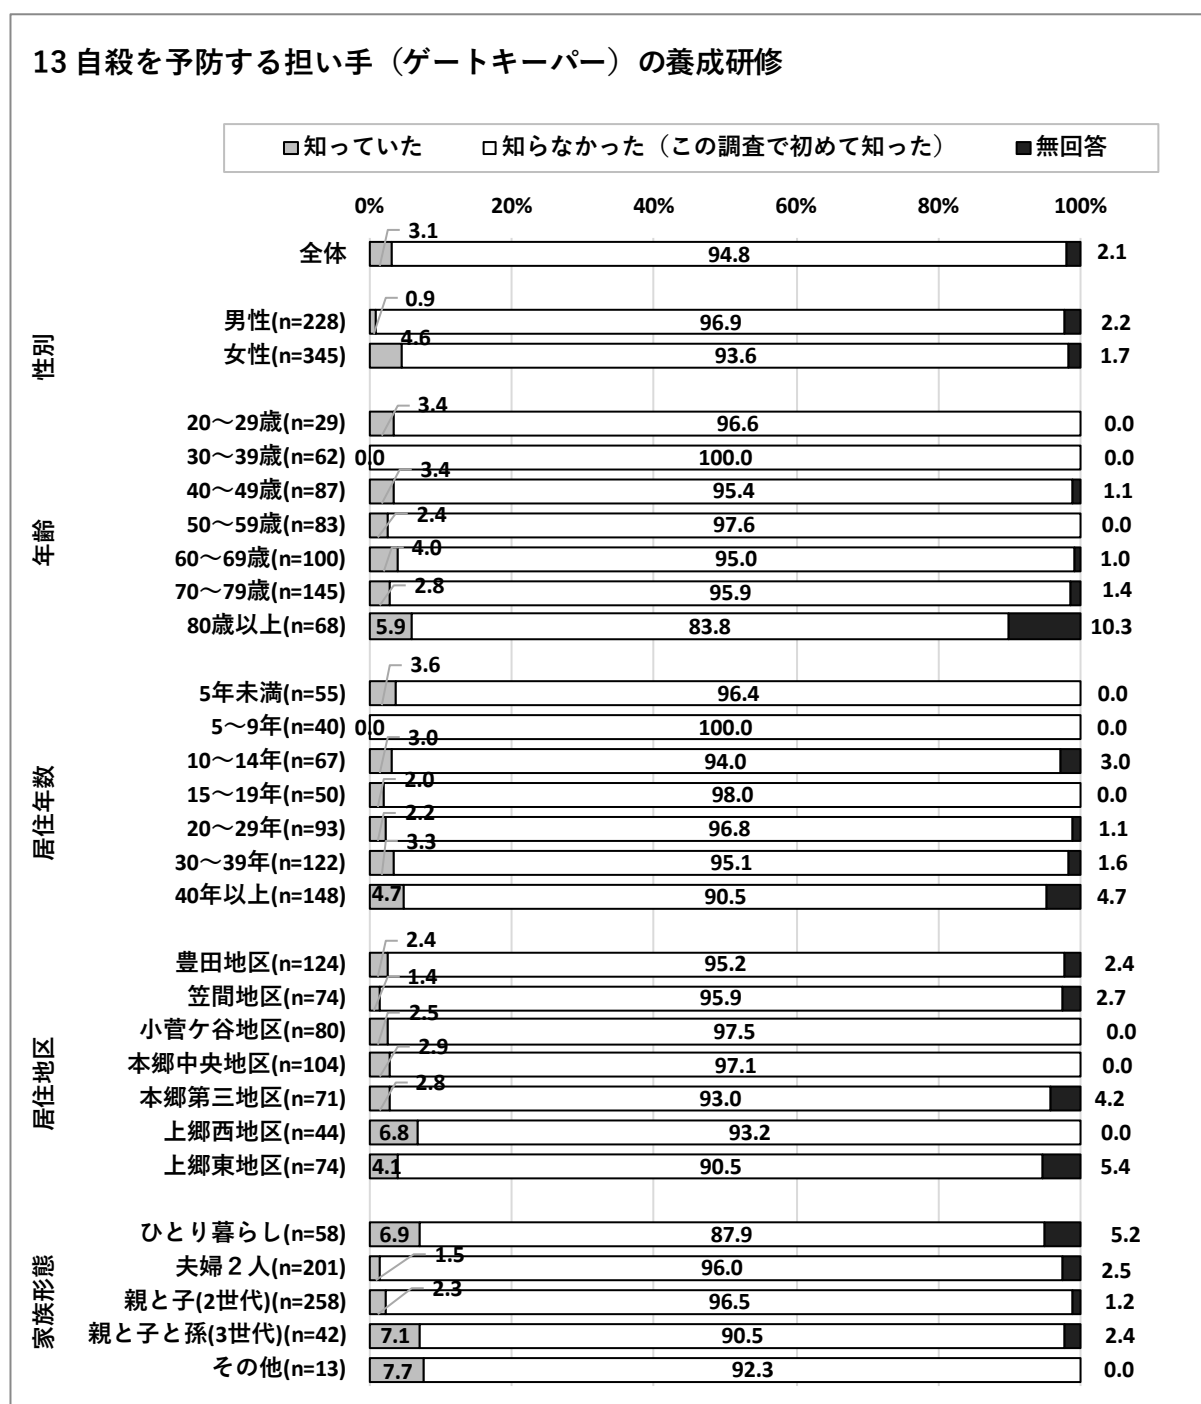 13 自殺を予防する担い手（ゲートキーパー）の養成研修
知っていた 知らなかった（この調査で初めて知った） 無回答
0% 20% 40% 60% 80% 100%
全体 3.1 94.8 2.1
性別
男性(n=228) 0.9 96.9 2.2
女性(n=345) 4.6 93.6 1.7
年齢
20～29歳(n=29) 3.4 96.6 0.0
30～39歳(n=62) 0.0 100.0 0.0
40～49歳(n=87) 3.4 95.4 1.1
50～59歳(n=83) 2.4 97.6 0.0
60～69歳(n=100) 4.0 95.0 1.0
70～79歳(n=145) 2.8 95.9 1.4
80歳以上(n=68) 5.9 83.8 10.3
居住年数
5年未満(n=55) 3.6 96.4 0.0
5～9年(n=40) 0.0 100.0 0.0
10～14年(n=67) 3.0 94.0 3.0
15～19年(n=50) 2.0 98.0 0.0
20～29年(n=93) 2.2 96.8 1.1
30～39年(n=122) 3.3 95.1 1.6
40年以上(n=148) 4.7 90.5 4.7
居住地区
豊田地区(n=124) 2.4 95.2 2.4
笠間地区(n=74) 1.4 95.9 2.7
小菅ケ谷地区(n=80) 2.5 97.5 0.0
本郷中央地区(n=104) 2.9 97.1 0.0
本郷第三地区(n=71) 2.8 93.0 4.2
上郷西地区(n=44) 6.8 93.2 0.0
上郷東地区(n=74) 4.1 90.5 5.4
家族形態
ひとり暮らし(n=58) 6.9 87.9 5.2
夫婦２人(n=201) 1.5 96.0 2.5
親と子(2世代)(n=258) 2.3 96.5 1.2
親と子と孫(3世代)(n=42) 7.1 90.5 2.4
その他(n=13) 7.7 92.3 0.0